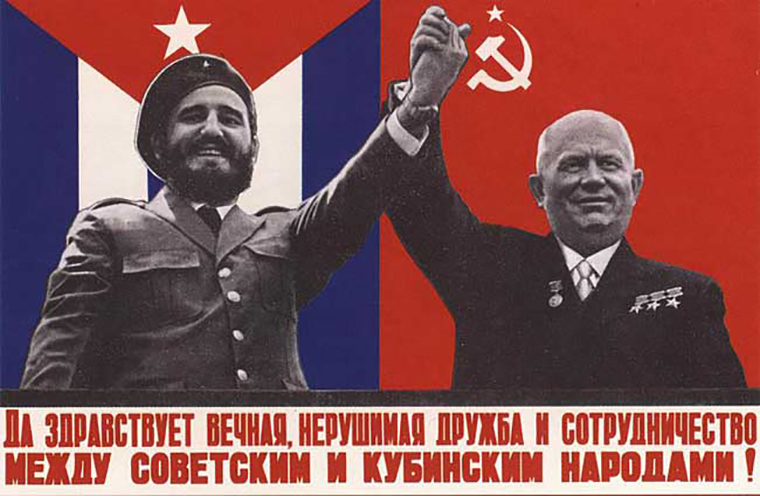 ДА ЗДРАВСТВУЕТ ВЕЧНАЯ, НЕРУШИМАЯ ДРУЖБА И СОТРУДНИЧЕСТВО
МЕЖДУ СОВЕТСКИМ И КУБИНСКИМ НАРОДАМИ!